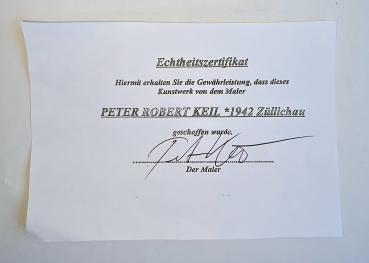 Echtheitszertifikat
Hiermit erhalten Sie die Gewährleistung, dass dieses
Kunstwerk von dem Maler
PETER ROBERT KEIL *1942 Züllichau
geschaffen wurde.
Der Maler